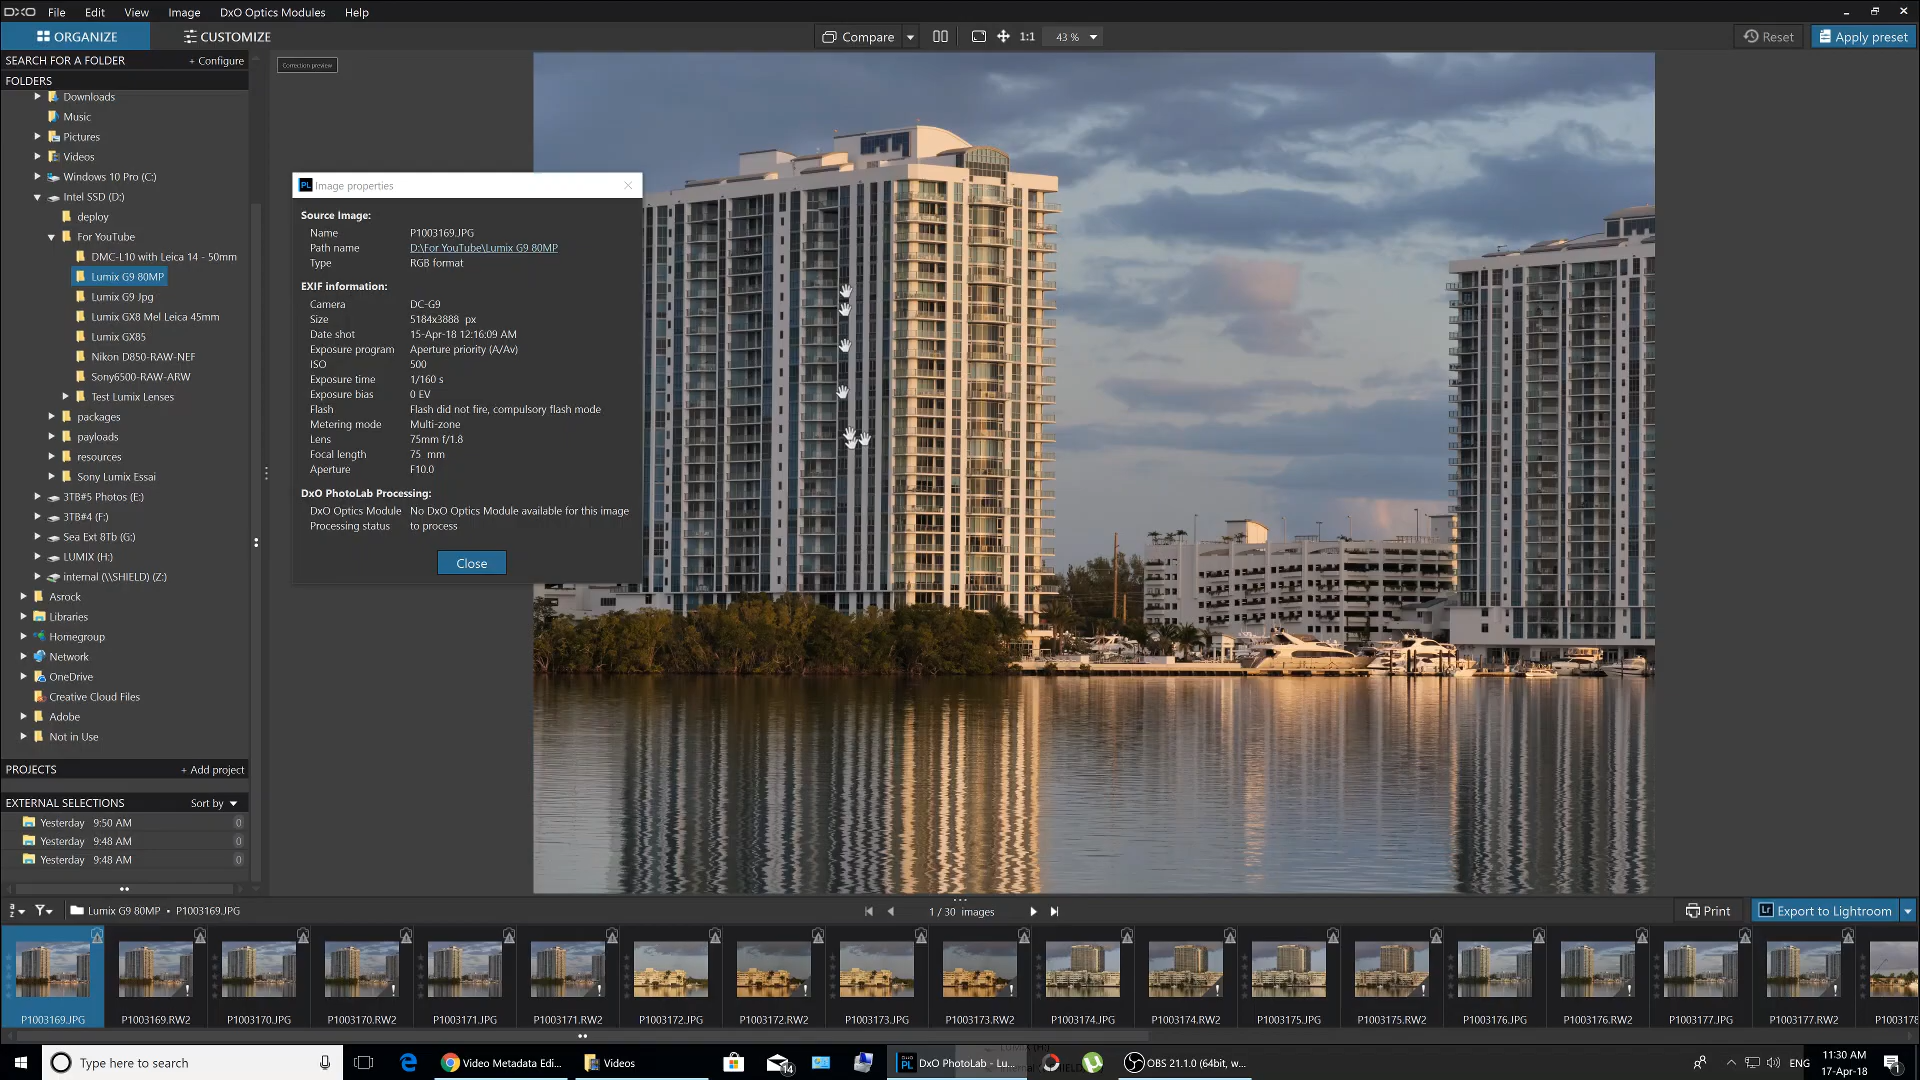 DXO File Edit View Image DxO Optics Modules Help
ORGANIZE CUSTOMIZE Compare 1:1 43 % Reset Apply preset
SEARCH FOR A FOLDER + Configure
Correction preview
FOLDERS
Downloads
Music
Pictures
Videos
Windows 10 Pro (C:)
Intel SSD (D:)
deploy
For YouTube
DMC-L10 with Leica 14 - 50mm
Lumix G9 80MP
Lumix G9 Jpg
Lumix GX8 Mel Leica 45mm
Lumix GX85
Nikon D850-RAW-NEF
Sony6500-RAW-ARW
Test Lumix Lenses
packages
payloads
resources
Sony Lumix Essai
3TB#5 Photos (E:)
3TB#4 (F:)
Sea Ext 8Tb (G:)
LUMIX (H:)
internal (\\SHIELD) (Z:)
Asrock
Libraries
Homegroup
Network
OneDrive
Creative Cloud Files
Adobe
Not in Use
PROJECTS + Add project
EXTERNAL SELECTIONS Sort by
Yesterday 9:50 AM 0
Yesterday 9:48 AM 0
Yesterday 9:48 AM 0
PL Image properties
Source Image:
Name P1003169.JPG
Path name D:\For YouTube\Lumix G9 80MP
Type RGB format
EXIF information:
Camera DC-G9
Size 5184x3888 px
Date shot 15-Apr-18 12:16:09 AM
Exposure program Aperture priority (A/Av)
ISO 500
Exposure time 1/160 s
Exposure bias 0 EV
Flash Flash did not fire, compulsory flash mode
Metering mode Multi-zone
Lens 75mm f/1.8
Focal length 75 mm
Aperture F10.0
DxO PhotoLab Processing:
DxO Optics Module No DxO Optics Module available for this image
Processing status to process
Close
Lumix G9 80MP • P1003169.JPG 1 / 30 images Print Lr Export to Lightroom
P1003169.JPG P1003169.RW2 P1003170.JPG P1003170.RW2 P1003171.JPG P1003171.RW2 P1003172.JPG P1003172.RW2 P1003173.JPG P1003173.RW2 P1003174.JPG P1003174.RW2 P1003175.JPG P1003175.RW2 P1003176.JPG P1003176.RW2 P1003177.JPG P1003177.RW2 P1003178
Type here to search Video Metadata Edi... Videos 14 DxO PhotoLab - Lu... OBS 21.1.0 (64bit, w... ENG 11:30 AM 1
17-Apr-18